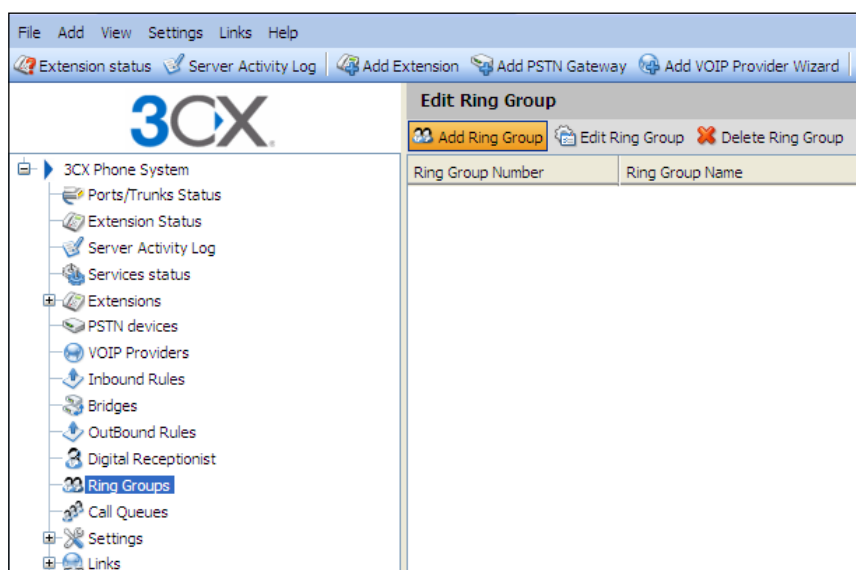 File Add View Settings Links Help
Extension status Server Activity Log Add Extension Add PSTN Gateway Add VOIP Provider Wizard
3CX
Edit Ring Group
Add Ring Group Edit Ring Group Delete Ring Group
Ring Group Number Ring Group Name
3CX Phone System
Ports/Trunks Status
Extension Status
Server Activity Log
Services status
Extensions
PSTN devices
VOIP Providers
Inbound Rules
Bridges
OutBound Rules
Digital Receptionist
Ring Groups
Call Queues
Settings
Links